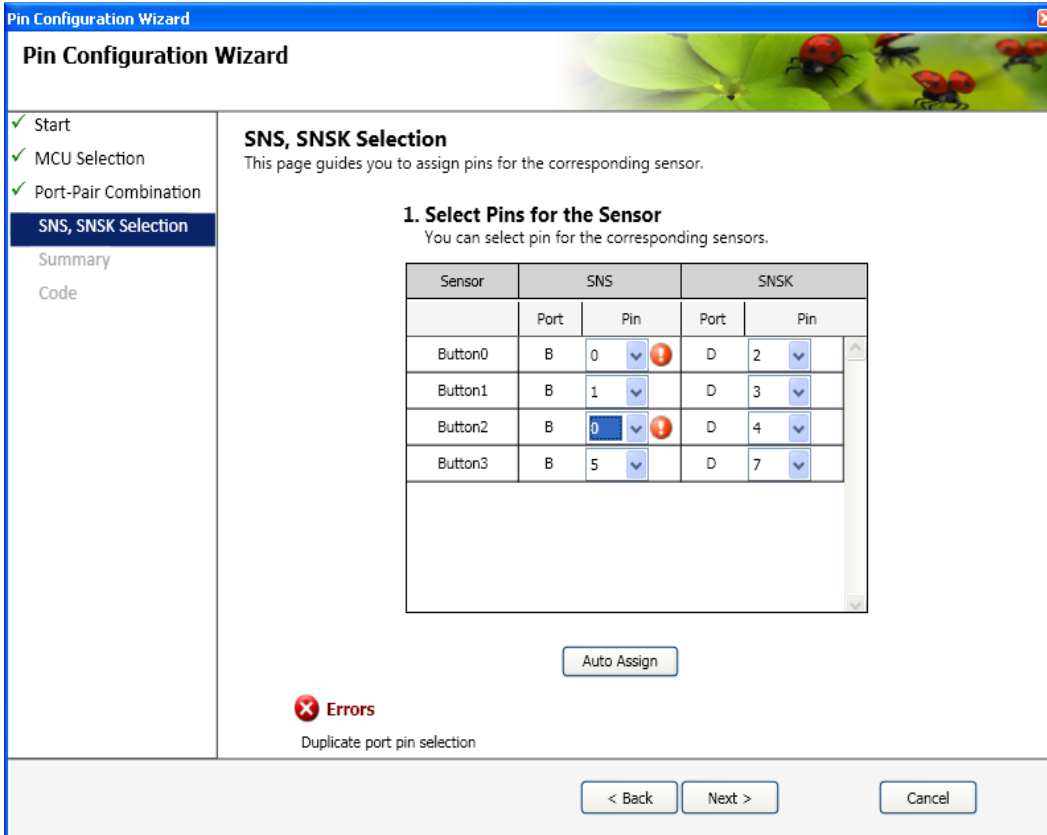 Pin Configuration Wizard
Pin Configuration Wizard
Start
MCU Selection
Port-Pair Combination
SNS, SNSK Selection
Summary
Code
SNS, SNSK Selection
This page guides you to assign pins for the corresponding sensor.
1. Select Pins for the Sensor
You can select pin for the corresponding sensors.
Sensor SNS SNSK
Port Pin Port Pin
Button0 B 0 D 2
Button1 B 1 D 3
Button2 B 0 D 4
Button3 B 5 D 7
Auto Assign
Errors
Duplicate port pin selection
< Back Next > Cancel